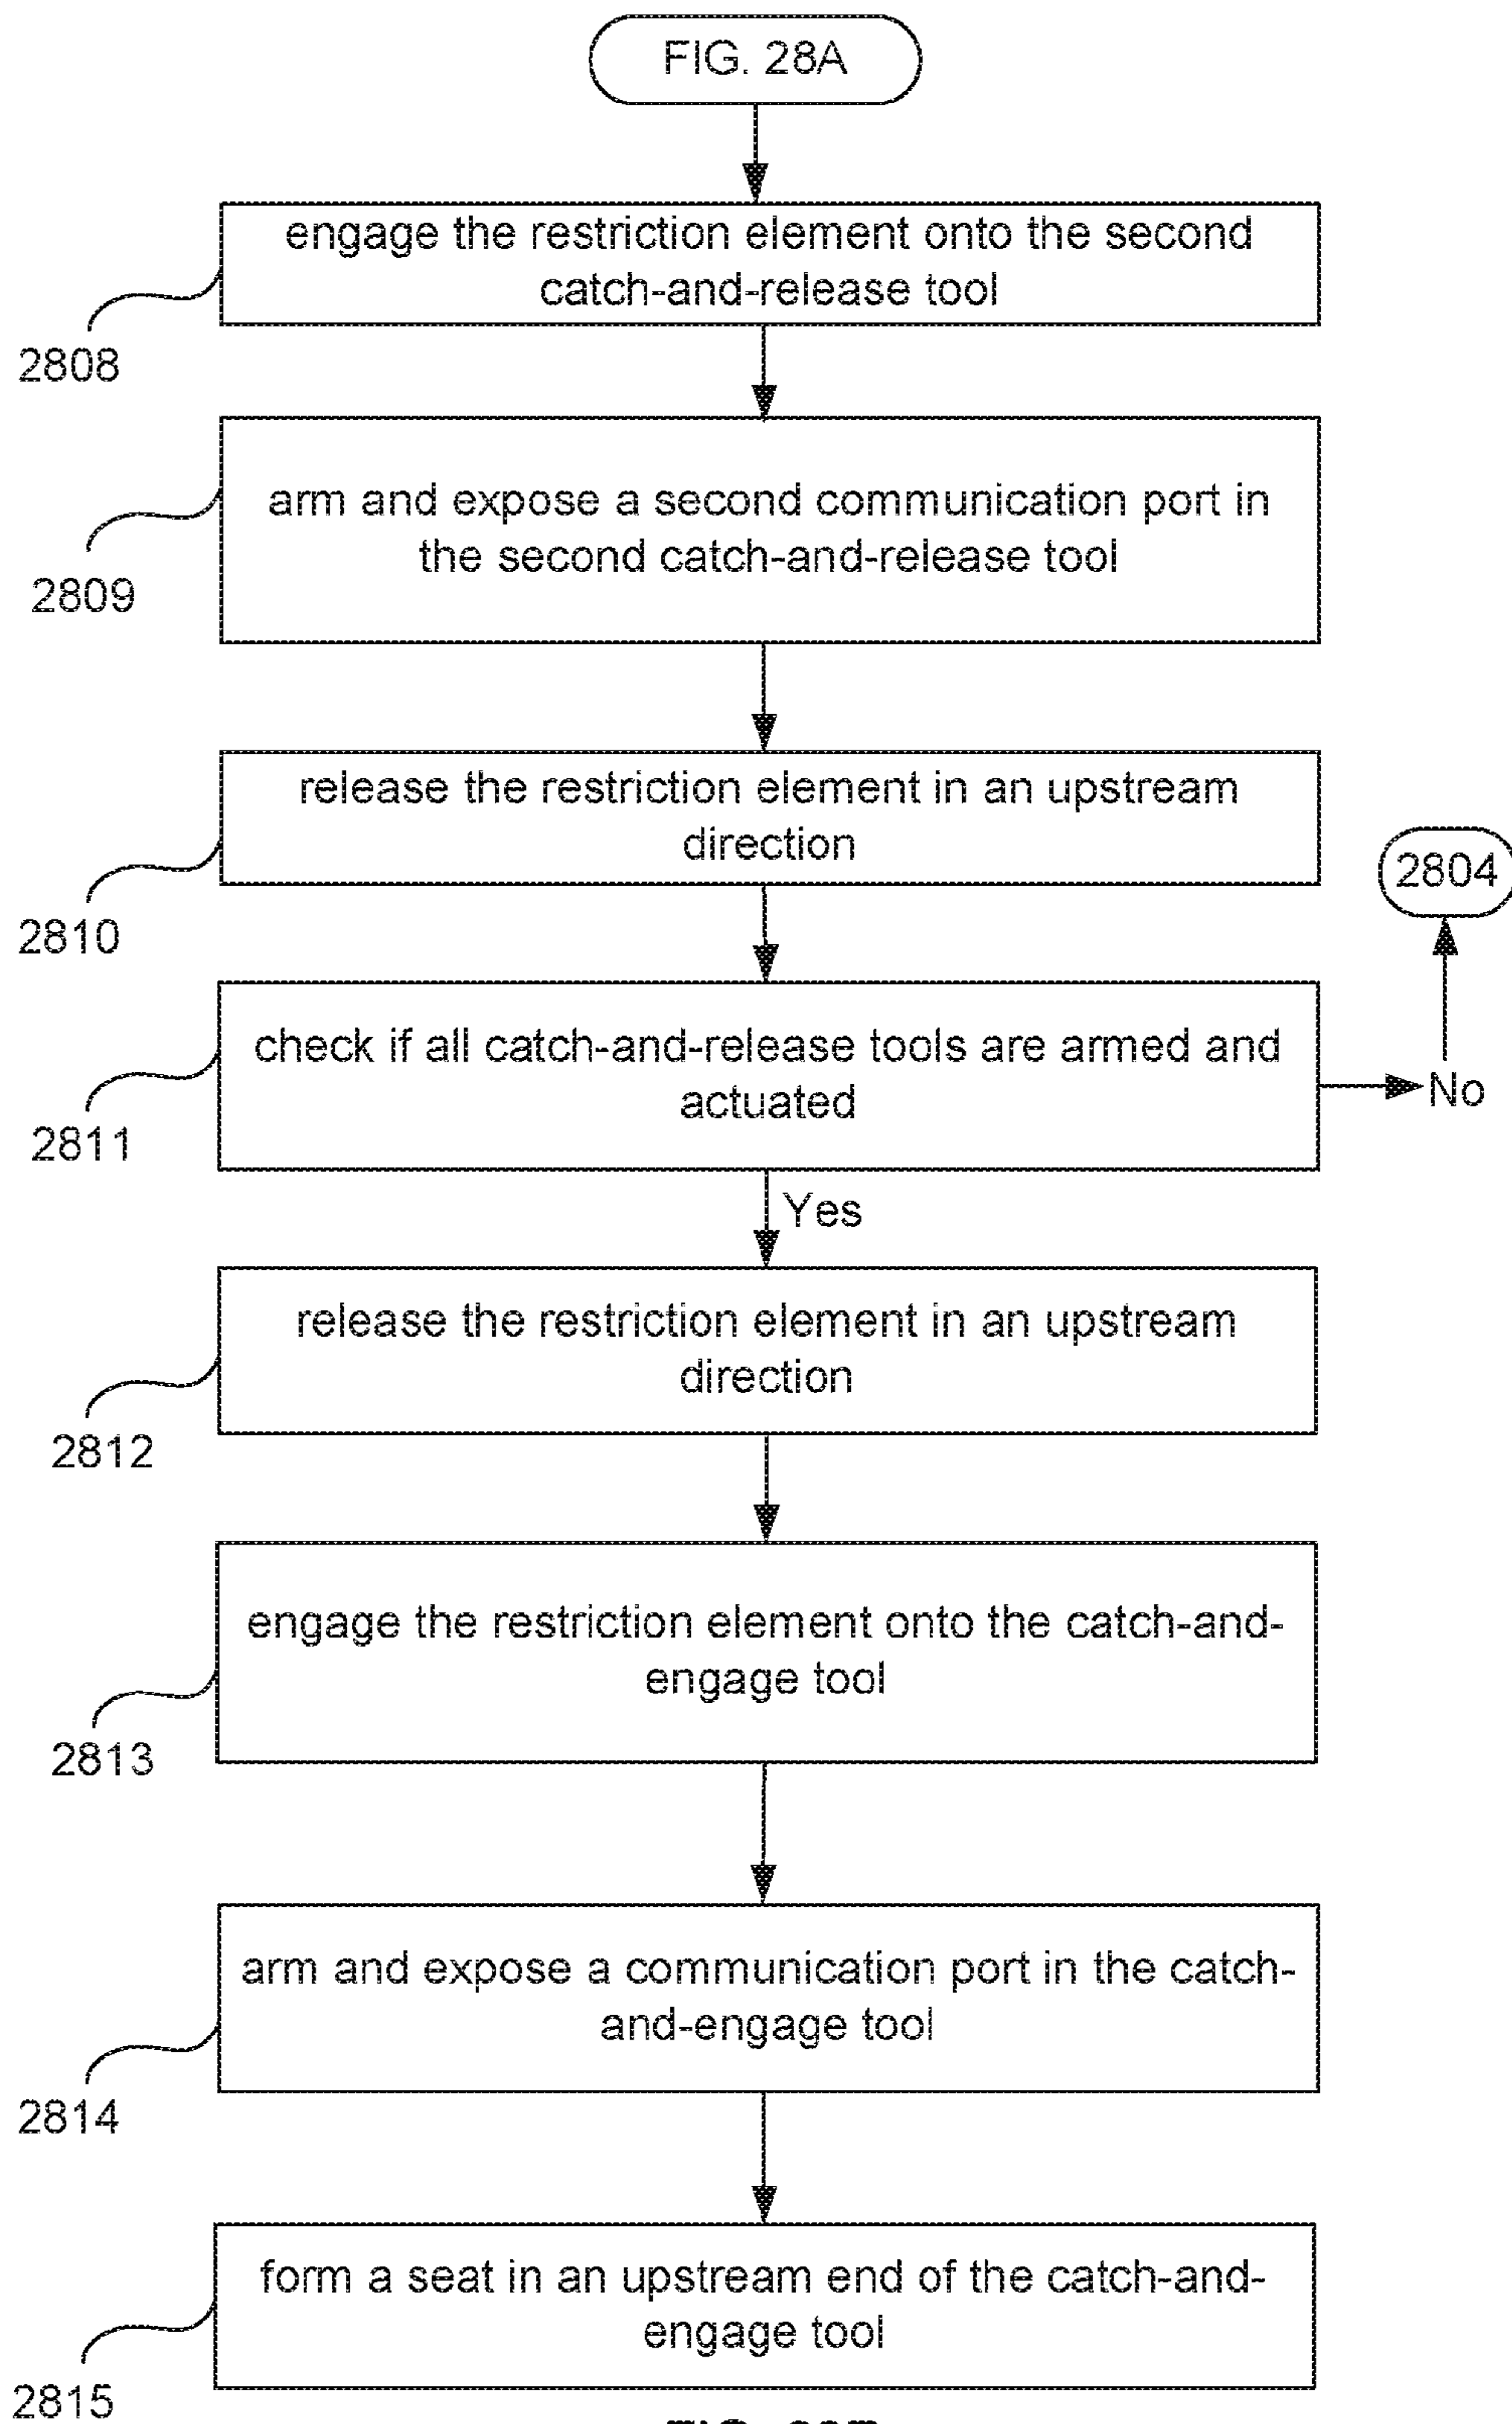 FIG. 28A
engage the restriction element onto the second
catch-and-release tool
2808
arm and expose a second communication port in
the second catch-and-release tool
2809
release the restriction element in an upstream
direction
2810
2804
check if all catch-and-release tools are armed and
actuated
No
2811
Yes
release the restriction element in an upstream
direction
2812
engage the restriction element onto the catch-and-
engage tool
2813
arm and expose a communication port in the catch-
and-engage tool
2814
form a seat in an upstream end of the catch-and-
engage tool
2815